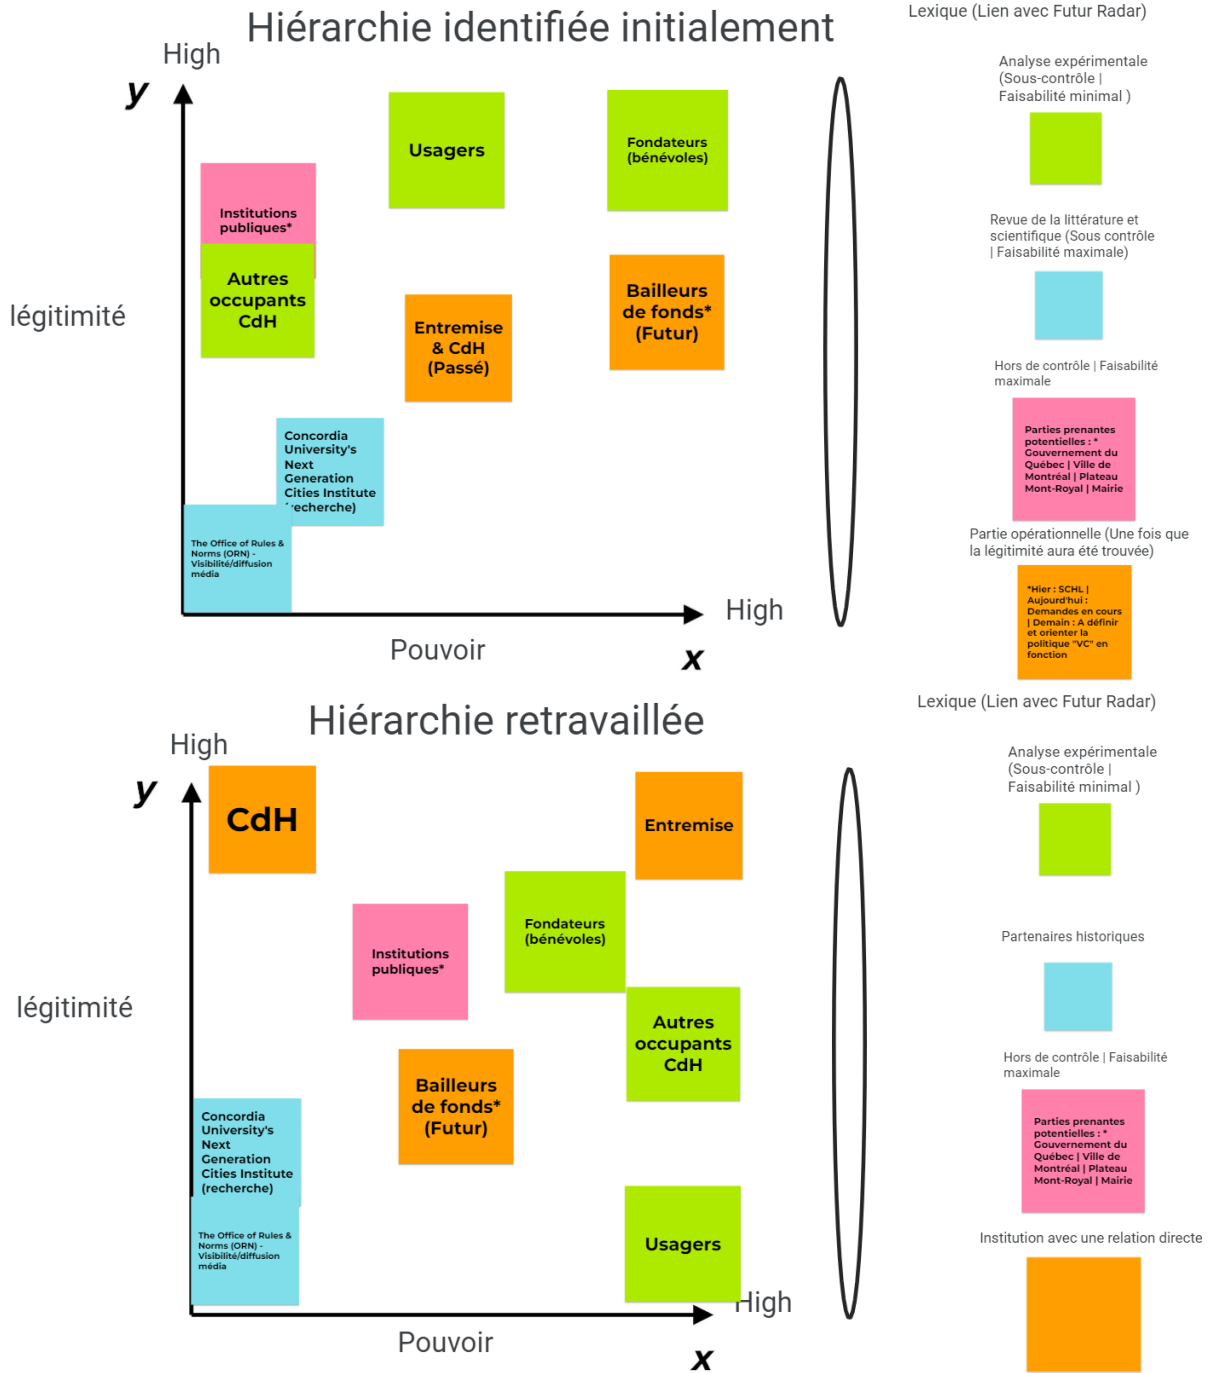 Hiérarchie identifiée initialement
High
y
légitimité
Usagers
Fondateurs
(bénévoles)
Institutions
publiques*
Autres
occupants
CdH
Entremise
& CdH
(Passé)
Bailleurs
de fonds*
(Futur)
Concordia
University's
Next
Generation
Cities Institute
(recherche)
The Office of Rules &
Norms (ORN) -
Visibilité/diffusion
média
High
Pouvoir
x
Lexique (Lien avec Futur Radar)
Analyse expérimentale
(Sous-contrôle |
Faisabilité minimal )
Revue de la littérature et
scientifique (Sous contrôle
| Faisabilité maximale)
Hors de contrôle | Faisabilité
maximale
Parties prenantes
potentielles : *
Gouvernement du
Québec | Ville de
Montréal | Plateau
Mont-Royal | Mairie
Partie opérationnelle (Une fois que
la légitimité aura été trouvée)
*Hier : SCHL |
Aujourd'hui :
Demandes en cours
| Demain : A définir
et orienter la
politique "VC" en
fonction
Hiérarchie retravaillée
High
y
légitimité
CdH
Entremise
Fondateurs
(bénévoles)
Institutions
publiques*
Autres
occupants
CdH
Bailleurs
de fonds*
(Futur)
Concordia
University's
Next
Generation
Cities Institute
(recherche)
The Office of Rules &
Norms (ORN) -
Visibilité/diffusion
média
Usagers
High
Pouvoir
x
Lexique (Lien avec Futur Radar)
Analyse expérimentale
(Sous-contrôle |
Faisabilité minimal )
Partenaires historiques
Hors de contrôle | Faisabilité
maximale
Parties prenantes
potentielles : *
Gouvernement du
Québec | Ville de
Montréal | Plateau
Mont-Royal | Mairie
Institution avec une relation directe